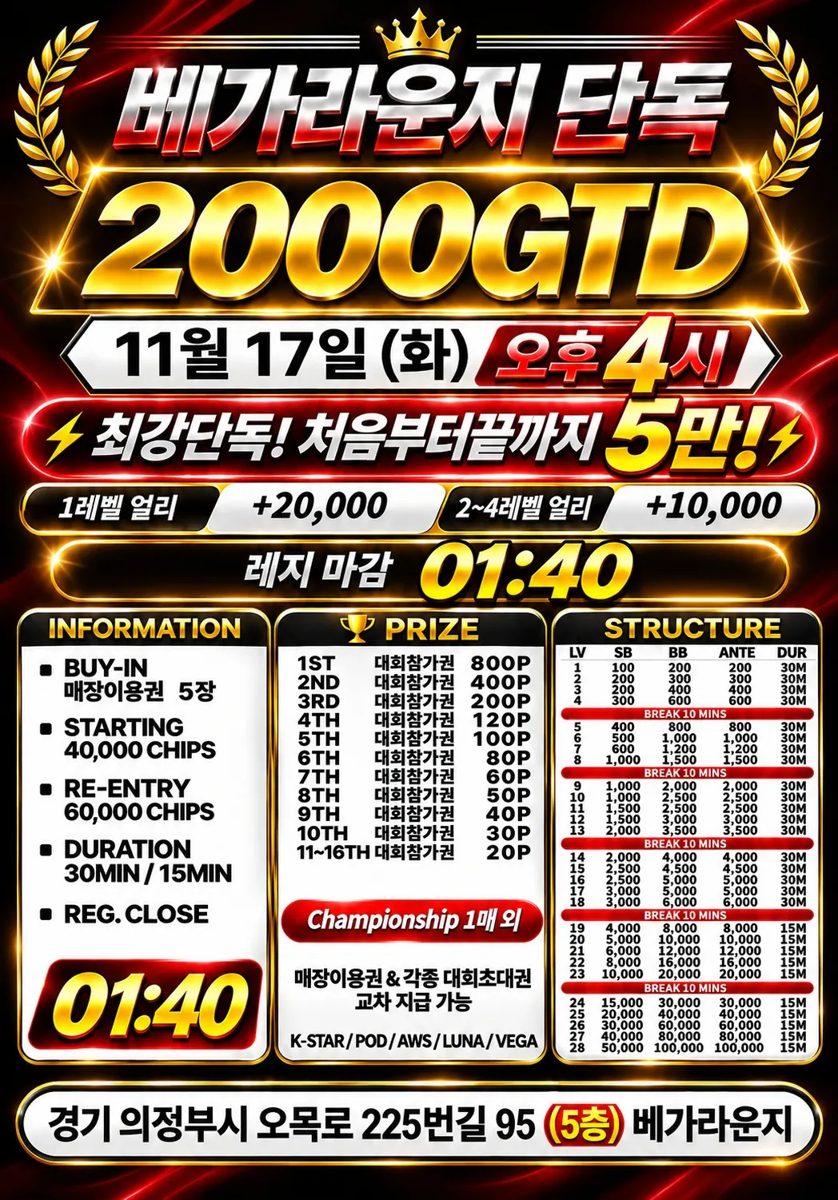 베가라운지 단독
2000GTD
11월 17일 (화) 오후 4시
최강단독! 처음부터끝까지 5만!
1레벨 얼리 +20,000 2~4레벨 얼리 +10,000
레지 마감 01:40
INFORMATION
BUY-IN
매장이용권 5장
STARTING
40,000 CHIPS
RE-ENTRY
60,000 CHIPS
DURATION
30MIN / 15MIN
REG. CLOSE
01:40
PRIZE
1ST 대회참가권 800P
2ND 대회참가권 400P
3RD 대회참가권 200P
4TH 대회참가권 120P
5TH 대회참가권 100P
6TH 대회참가권 80P
7TH 대회참가권 60P
8TH 대회참가권 50P
9TH 대회참가권 40P
10TH 대회참가권 30P
11~16TH 대회참가권 20P
Championship 1매 외
매장이용권 & 각종 대회초대권
교차 지급 가능
K-STAR / POD / AWS / LUNA / VEGA
STRUCTURE
LV SB BB ANTE DUR
1 100 200 200 30M
2 200 300 300 30M
3 200 400 400 30M
4 300 600 600 30M
BREAK 10 MINS
5 400 800 800 30M
6 500 1,000 1,000 30M
7 600 1,200 1,200 30M
8 1,000 1,500 1,500 30M
BREAK 10 MINS
9 1,000 2,000 2,000 30M
10 1,000 2,500 2,500 30M
11 1,500 2,500 2,500 30M
12 1,500 3,000 3,000 30M
13 2,000 3,500 3,500 30M
BREAK 10 MINS
14 2,000 4,000 4,000 30M
15 2,500 4,500 4,500 30M
16 2,500 5,000 5,000 30M
17 3,000 5,000 5,000 30M
18 3,000 6,000 6,000 30M
BREAK 10 MINS
19 4,000 8,000 8,000 15M
20 5,000 10,000 10,000 15M
21 6,000 12,000 12,000 15M
22 8,000 16,000 16,000 15M
23 10,000 20,000 20,000 15M
BREAK 10 MINS
24 15,000 30,000 30,000 15M
25 20,000 40,000 40,000 15M
26 30,000 60,000 60,000 15M
27 40,000 80,000 80,000 15M
28 50,000 100,000 100,000 15M
경기 의정부시 오목로 225번길 95 (5층) 베가라운지